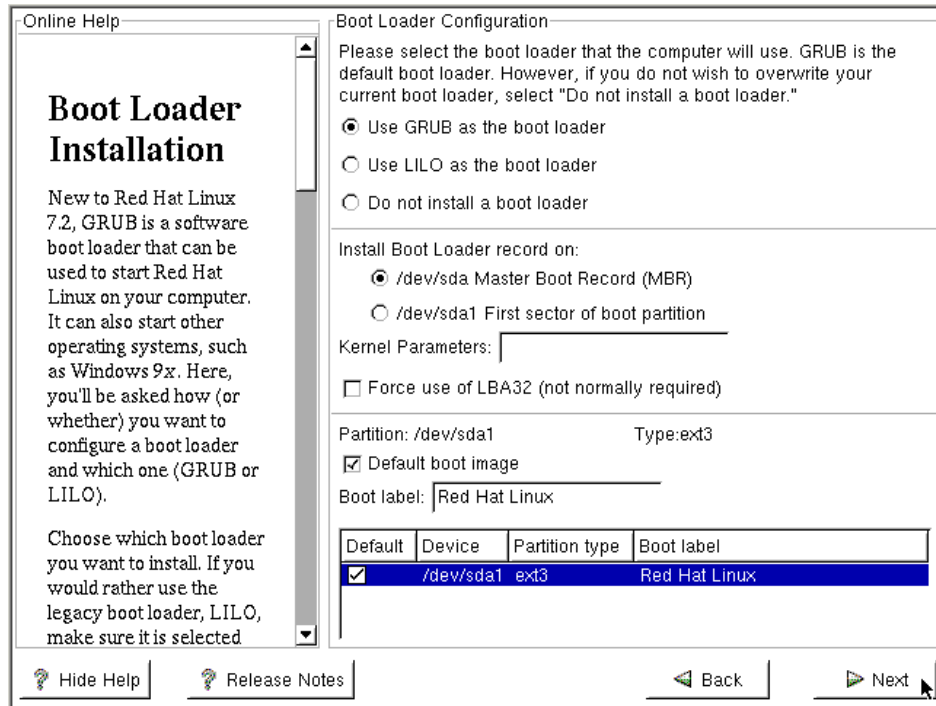 Online Help
Boot Loader
Installation
New to Red Hat Linux
7.2, GRUB is a software
boot loader that can be
used to start Red Hat
Linux on your computer.
It can also start other
operating systems, such
as Windows 9x. Here,
you'll be asked how (or
whether) you want to
configure a boot loader
and which one (GRUB or
LILO).
Choose which boot loader
you want to install. If you
would rather use the
legacy boot loader, LILO,
make sure it is selected
Boot Loader Configuration
Please select the boot loader that the computer will use. GRUB is the
default boot loader. However, if you do not wish to overwrite your
current boot loader, select "Do not install a boot loader."
Use GRUB as the boot loader
Use LILO as the boot loader
Do not install a boot loader
Install Boot Loader record on:
/dev/sda Master Boot Record (MBR)
/dev/sda1 First sector of boot partition
Kernel Parameters:
Force use of LBA32 (not normally required)
Partition: /dev/sda1 Type:ext3
Default boot image
Boot label: Red Hat Linux
Default Device Partition type Boot label
/dev/sda1 ext3 Red Hat Linux
Hide Help Release Notes Back Next